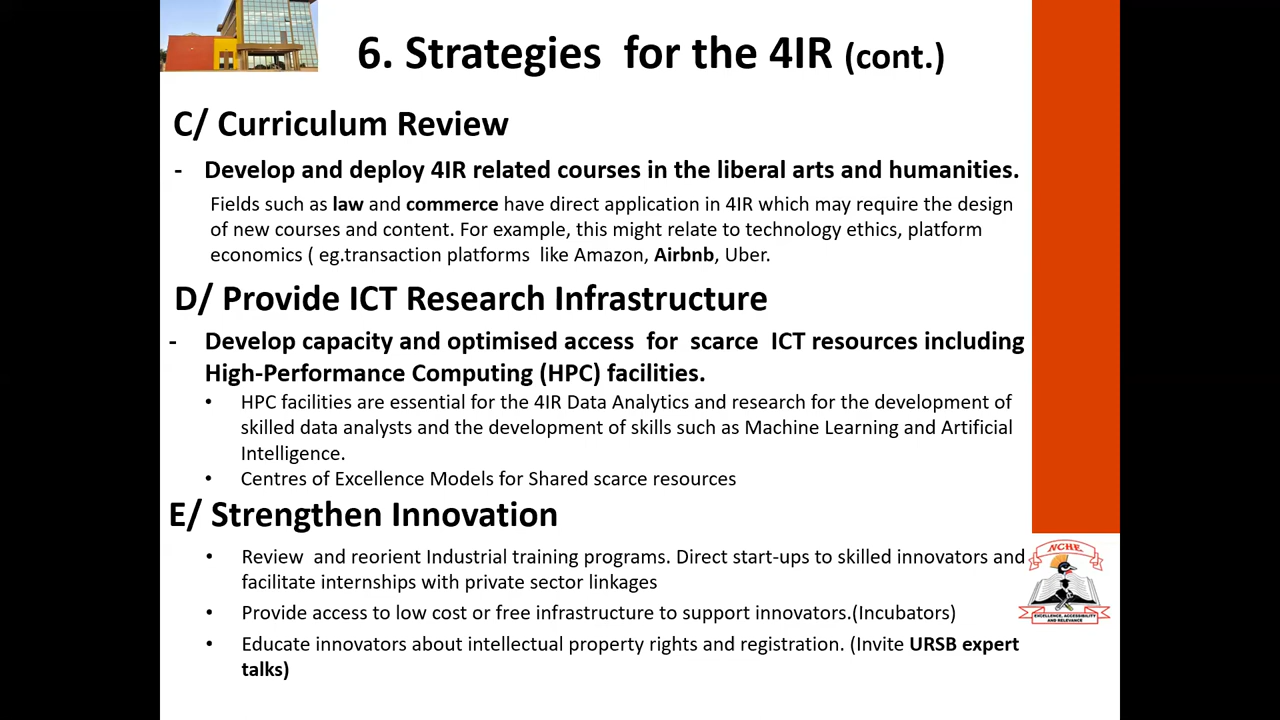 6. Strategies for the 4IR (cont.)
C/ Curriculum Review
- Develop and deploy 4IR related courses in the liberal arts and humanities.
Fields such as law and commerce have direct application in 4IR which may require the design
of new courses and content. For example, this might relate to technology ethics, platform
economics ( eg.transaction platforms like Amazon, Airbnb, Uber.
D/ Provide ICT Research Infrastructure
- Develop capacity and optimised access for scarce ICT resources including
High-Performance Computing (HPC) facilities.
• HPC facilities are essential for the 4IR Data Analytics and research for the development of
skilled data analysts and the development of skills such as Machine Learning and Artificial
Intelligence.
• Centres of Excellence Models for Shared scarce resources
E/ Strengthen Innovation
• Review and reorient Industrial training programs. Direct start-ups to skilled innovators and
facilitate internships with private sector linkages
• Provide access to low cost or free infrastructure to support innovators.(Incubators)
• Educate innovators about intellectual property rights and registration. (Invite URSB expert
talks)
NCHE
EXCELLENCE, ACCESSIBILITY
AND RELEVANCE